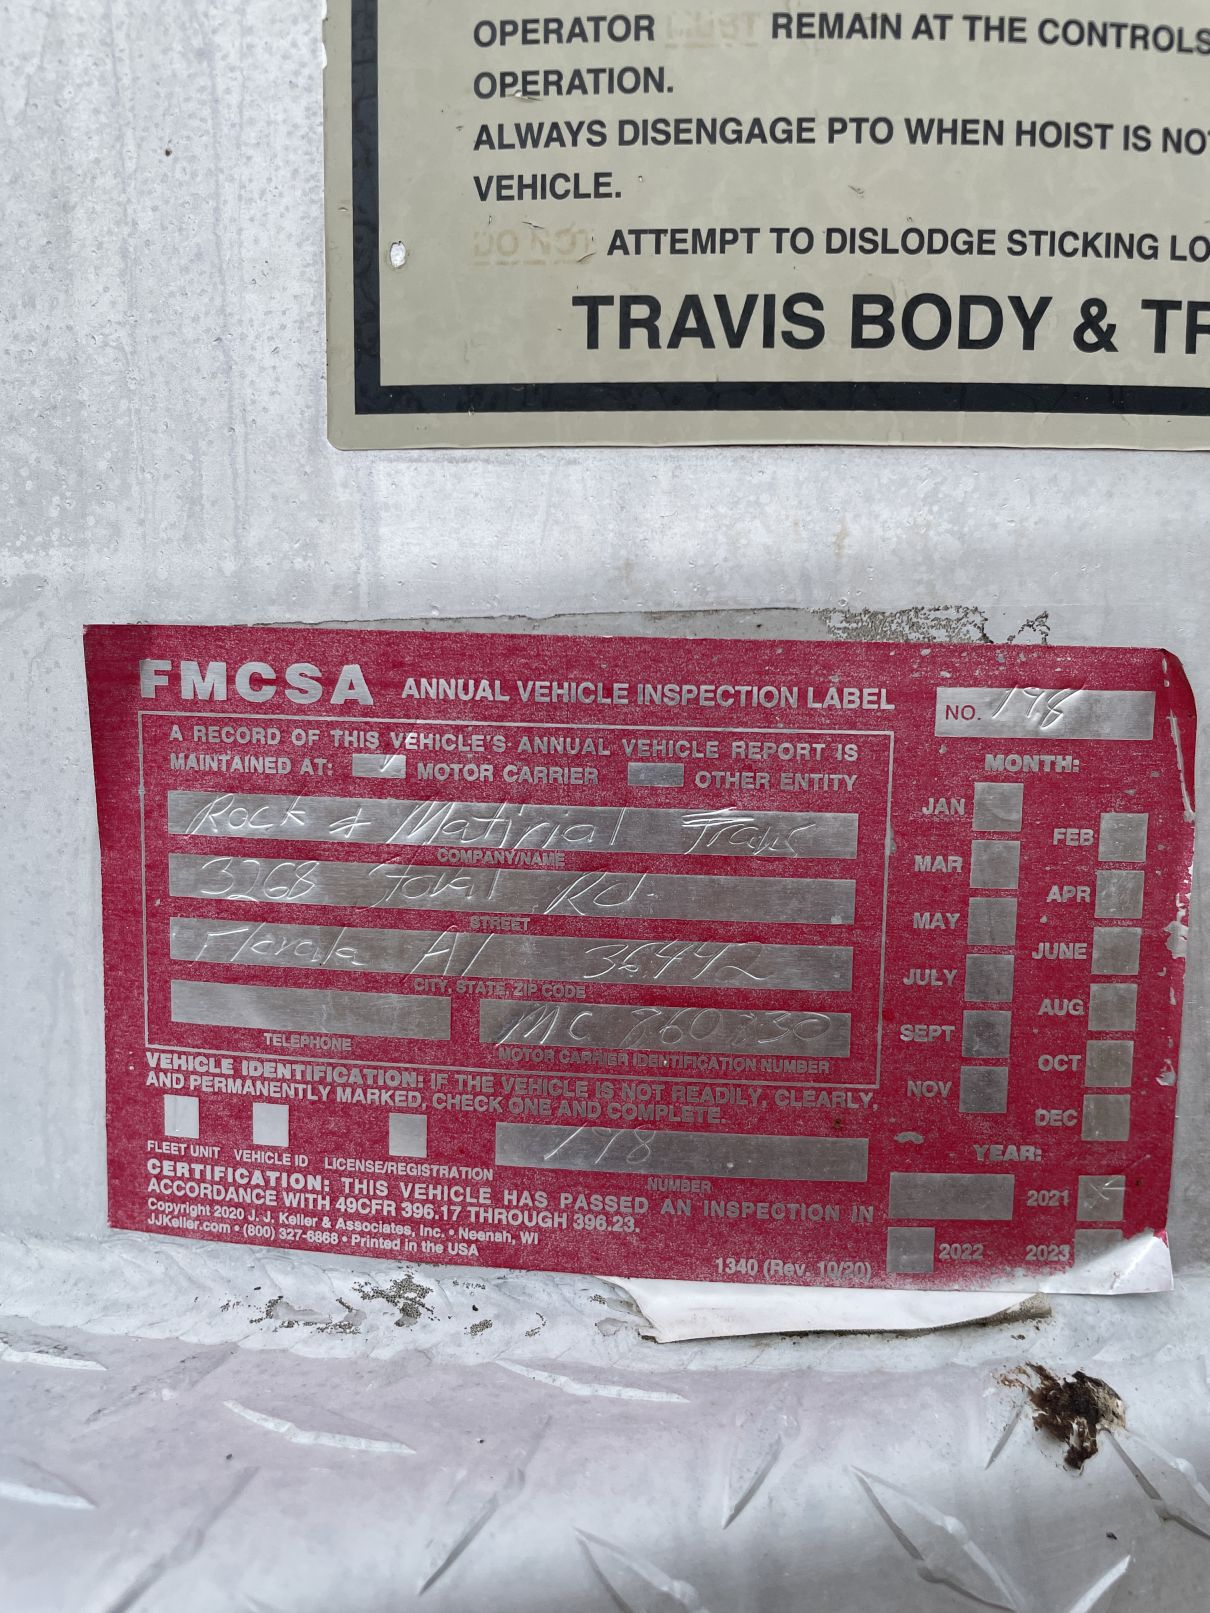 OPERATOR REMAIN AT THE CONTROLS
OPERATION.
ALWAYS DISENGAGE PTO WHEN HOIST IS NO
VEHICLE.
ATTEMPT TO DISLODGE STICKING LO
TRAVIS BODY & TR
FMCSA ANNUAL VEHICLE INSPECTION LABEL
NO. 198
A RECORD OF THIS VEHICLE'S ANNUAL VEHICLE REPORT IS
MAINTAINED AT: MOTOR CARRIER OTHER ENTITY
Rock & Matirial Trans
COMPANY/NAME
3268 Rd.
STREET
Florala Al 36442
CITY, STATE, ZIP CODE
MC
TELEPHONE
MOTOR CARRIER IDENTIFICATION NUMBER
VEHICLE IDENTIFICATION: IF THE VEHICLE IS NOT READILY, CLEARLY,
AND PERMANENTLY MARKED, CHECK ONE AND COMPLETE.
FLEET UNIT VEHICLE ID LICENSE/REGISTRATION
198
NUMBER
CERTIFICATION: THIS VEHICLE HAS PASSED AN INSPECTION IN
ACCORDANCE WITH 49CFR 396.17 THROUGH 396.23.
Copyright 2020 J. J. Keller & Associates, Inc. • Neenah, WI
JJKeller.com • (800) 327-6868 • Printed in the USA
1340 (Rev. 10/20)
MONTH:
JAN
FEB
MAR
APR
MAY
JUNE
JULY
AUG
SEPT
OCT
NOV
DEC
YEAR:
2021
2022 2023